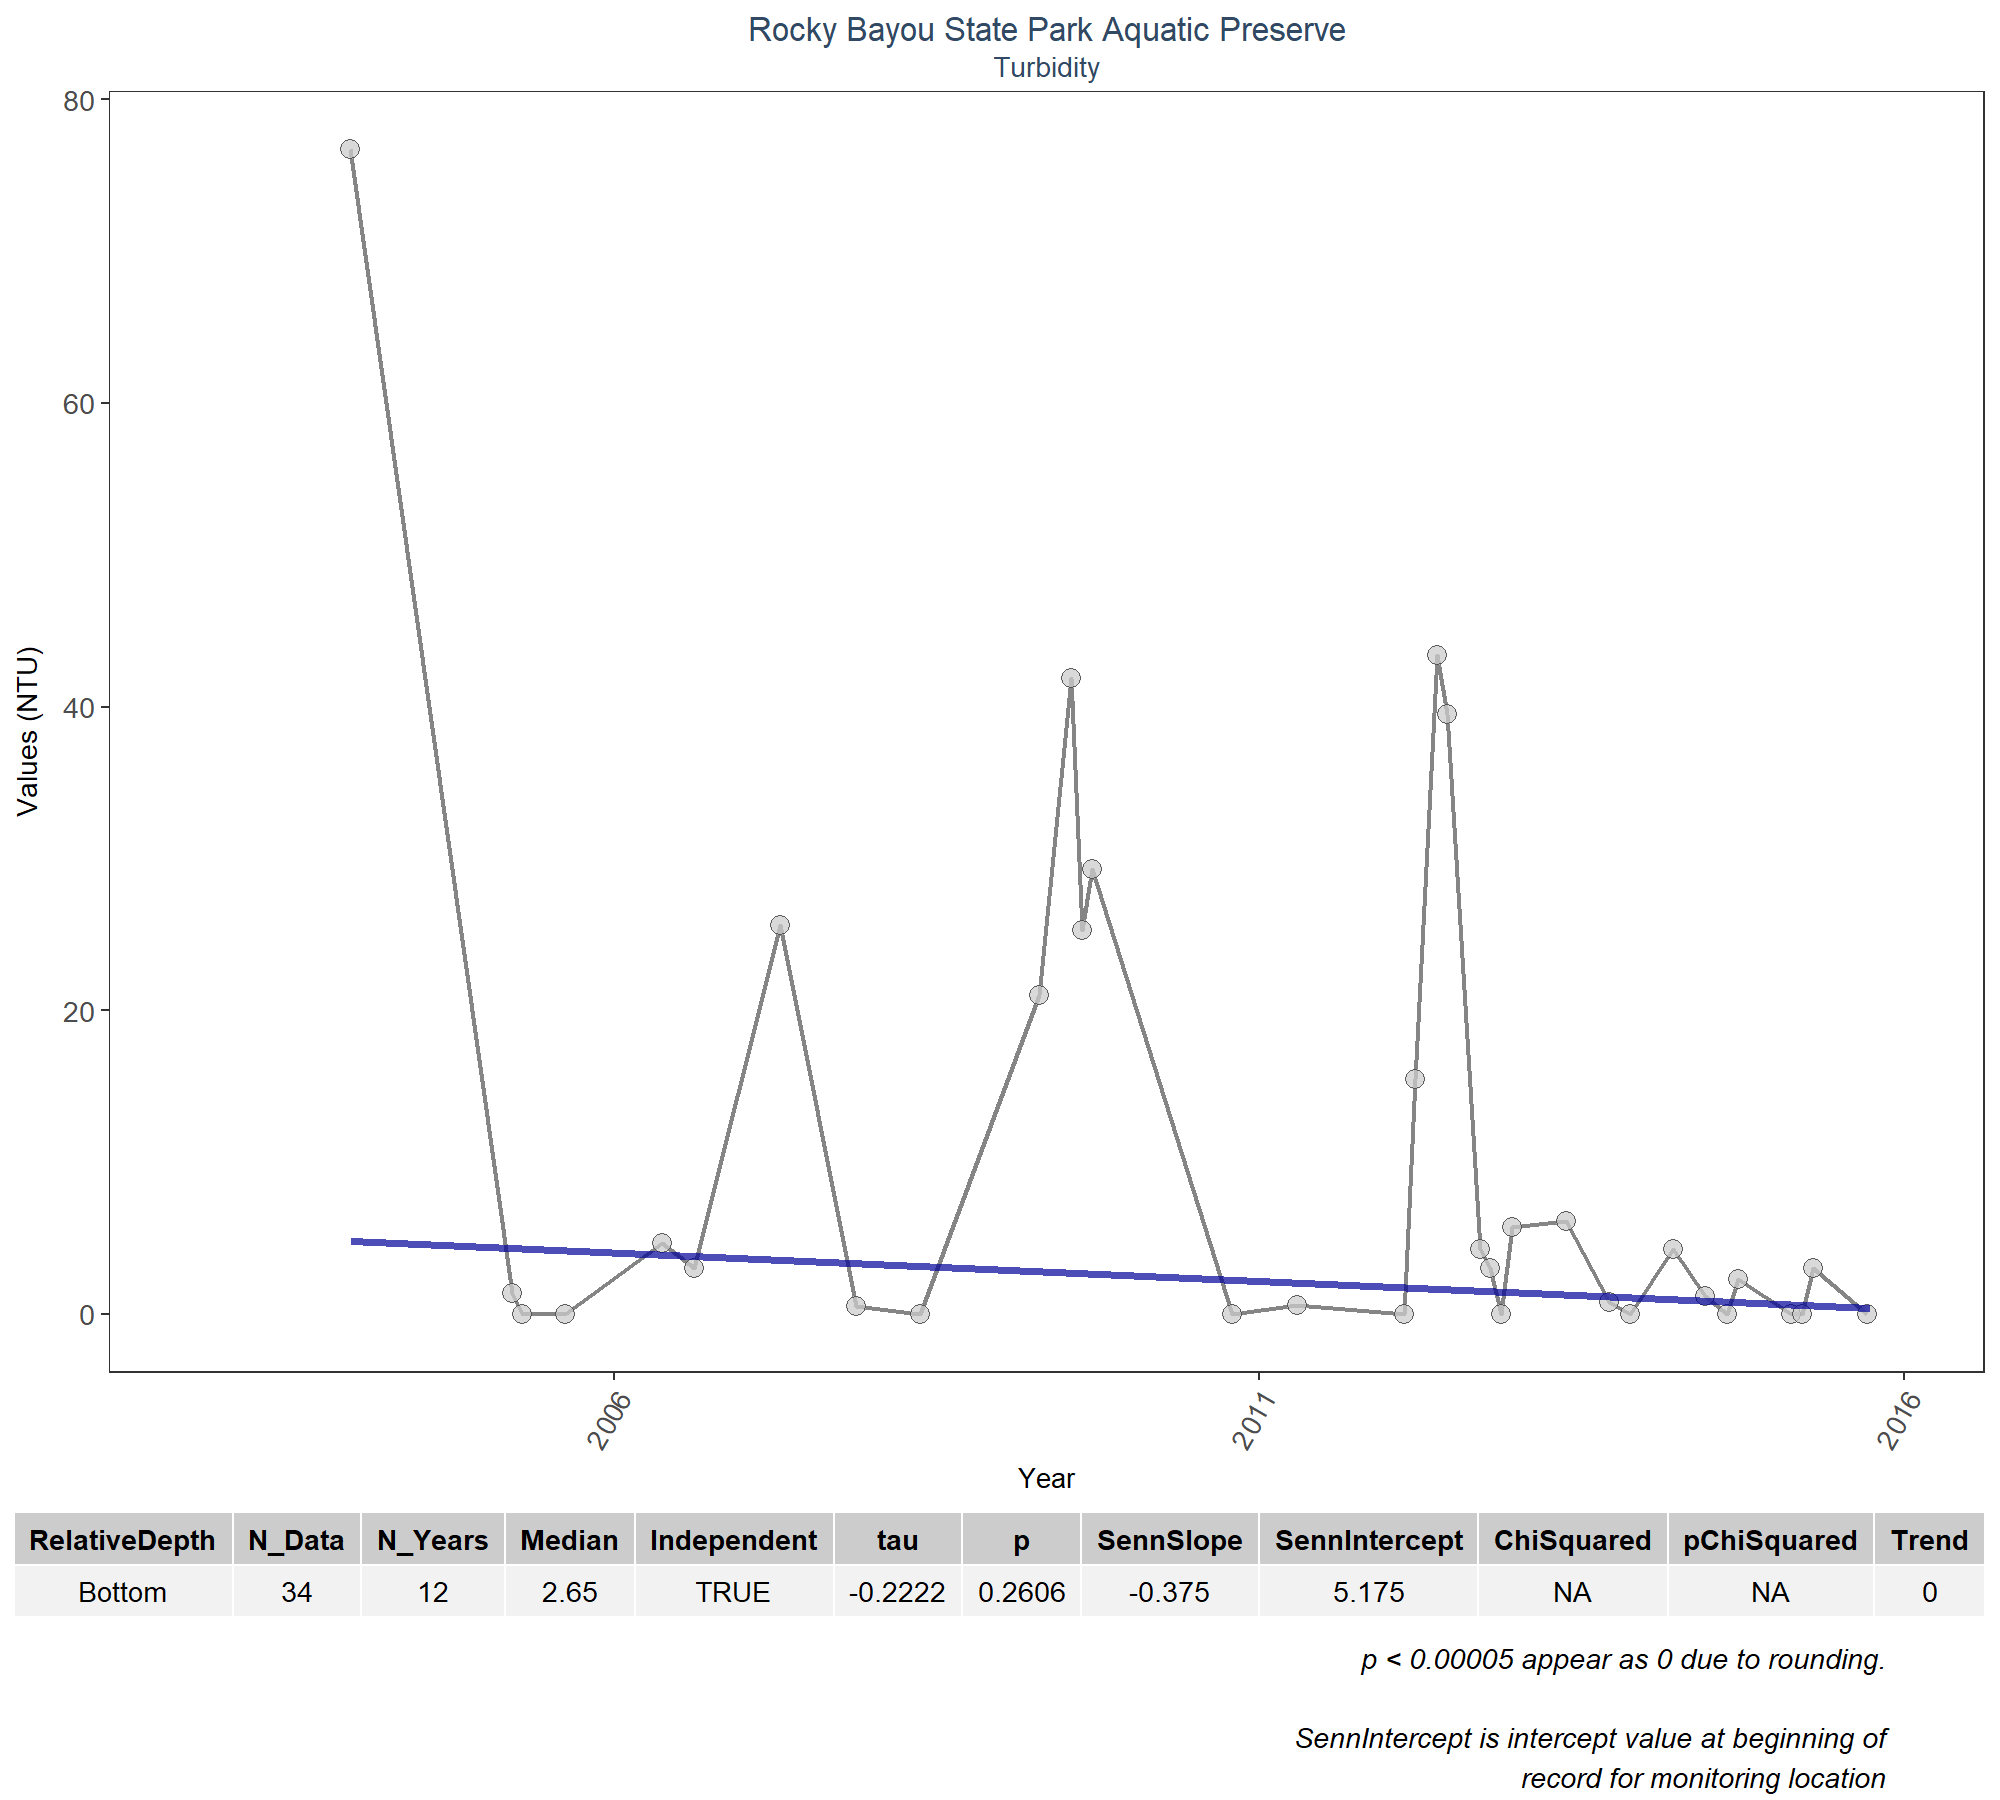 Rocky Bayou State Park Aquatic Preserve
Turbidity
80
60
40
20
0
Values (NTU)
2006
2011
2016
Year
RelativeDepth N_Data N_Years Median Independent tau p SennSlope SennIntercept ChiSquared pChiSquared Trend
Bottom 34 12 2.65 TRUE -0.2222 0.2606 -0.375 5.175 NA NA 0
p < 0.00005 appear as 0 due to rounding.
SennIntercept is intercept value at beginning of
record for monitoring location